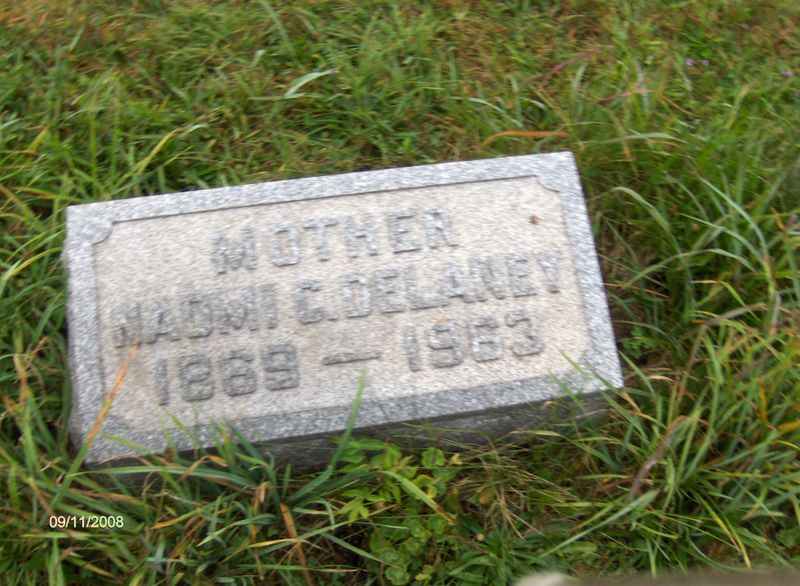 MOTHER
NAOMI C. DELANEY
1869 — 1963
09/11/2008